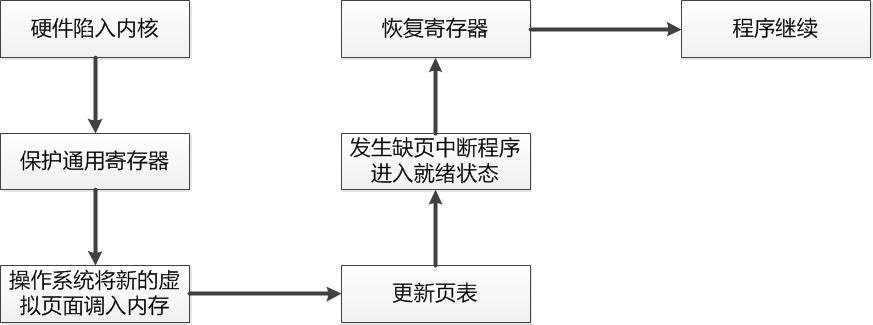 硬件陷入内核
保护通用寄存器
操作系统将新的虚
拟页面调入内存
更新页表
发生缺页中断程序
进入就绪状态
恢复寄存器
程序继续